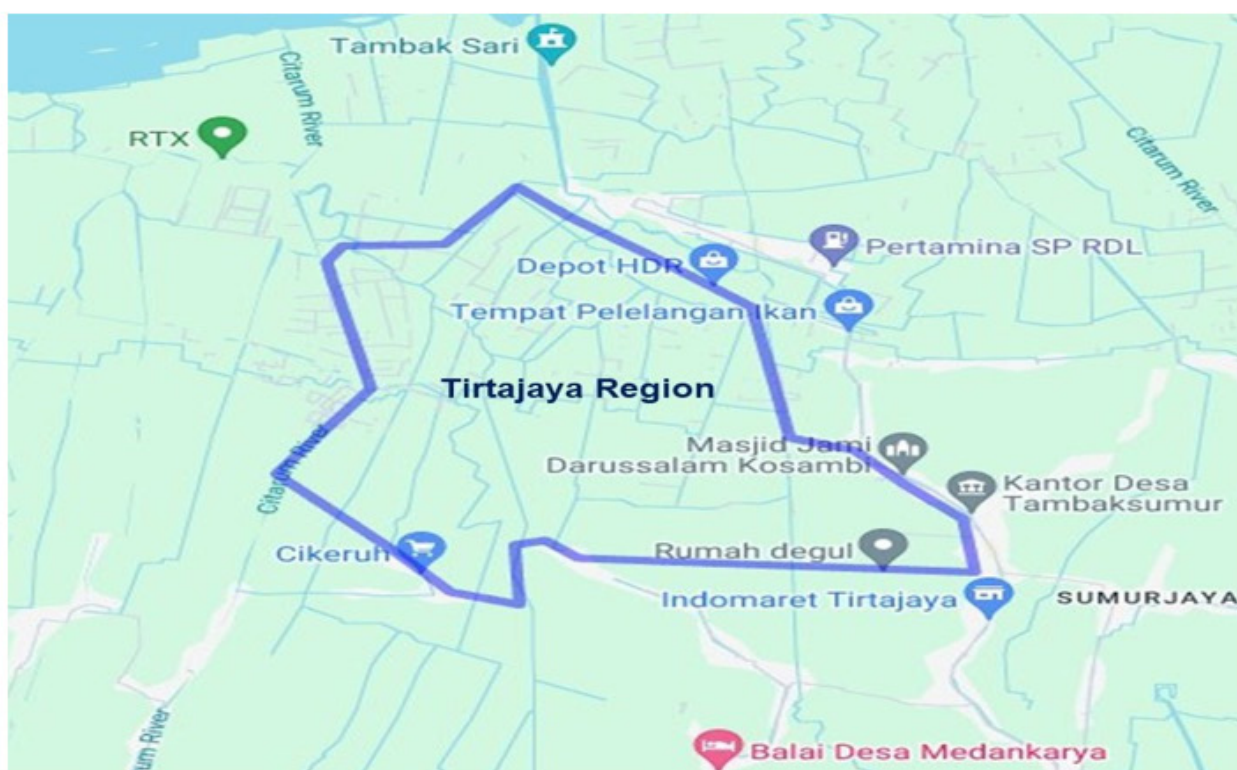 Tambak Sari
Citarum River
RTX
Citarum River
Pertamina SP RDL
Depot HDR
Tempat Pelelangan Ikan
Tirtajaya Region
Masjid Jami
Darussalam Kosambi
Kantor Desa
Tambaksumur
Citarum River
Cikeruh
Rumah degul
Indomaret Tirtajaya
SUMURJAYA
um River
Balai Desa Medankarya